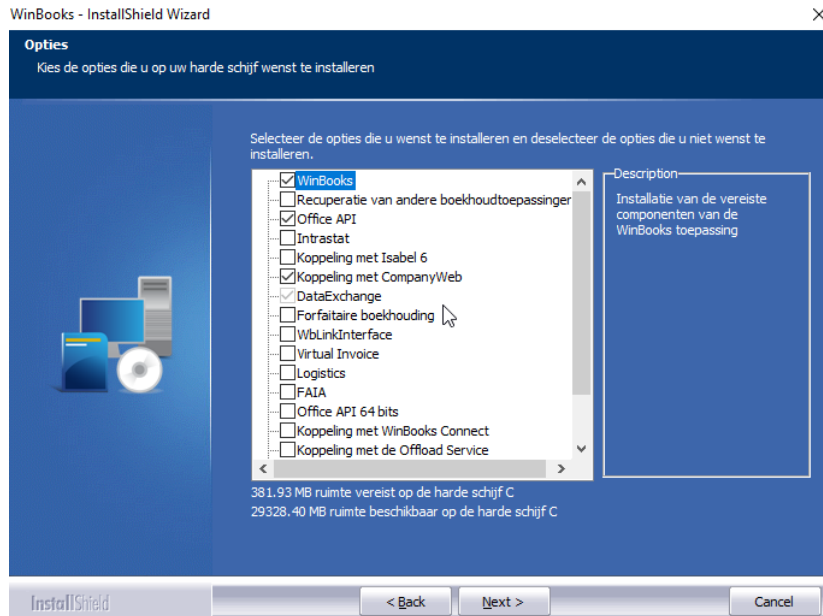 WinBooks - InstallShield Wizard
Opties
Kies de opties die u op uw harde schijf wenst te installeren
Selecteer de opties die u wenst te installeren en deselecteer de opties die u niet wenst te
installeren.
WinBooks
Recuperatie van andere boekhoudtoepassinger
Office API
Intrastat
Koppeling met Isabel 6
Koppeling met CompanyWeb
DataExchange
Forfaitaire boekhouding
WbLinkInterface
Virtual Invoice
Logistics
FAIA
Office API 64 bits
Koppeling met WinBooks Connect
Koppeling met de Offload Service
Description
Installatie van de vereiste
componenten van de
WinBooks toepassing
381.93 MB ruimte vereist op de harde schijf C
29328.40 MB ruimte beschikbaar op de harde schijf C
InstallShield
< Back
Next >
Cancel